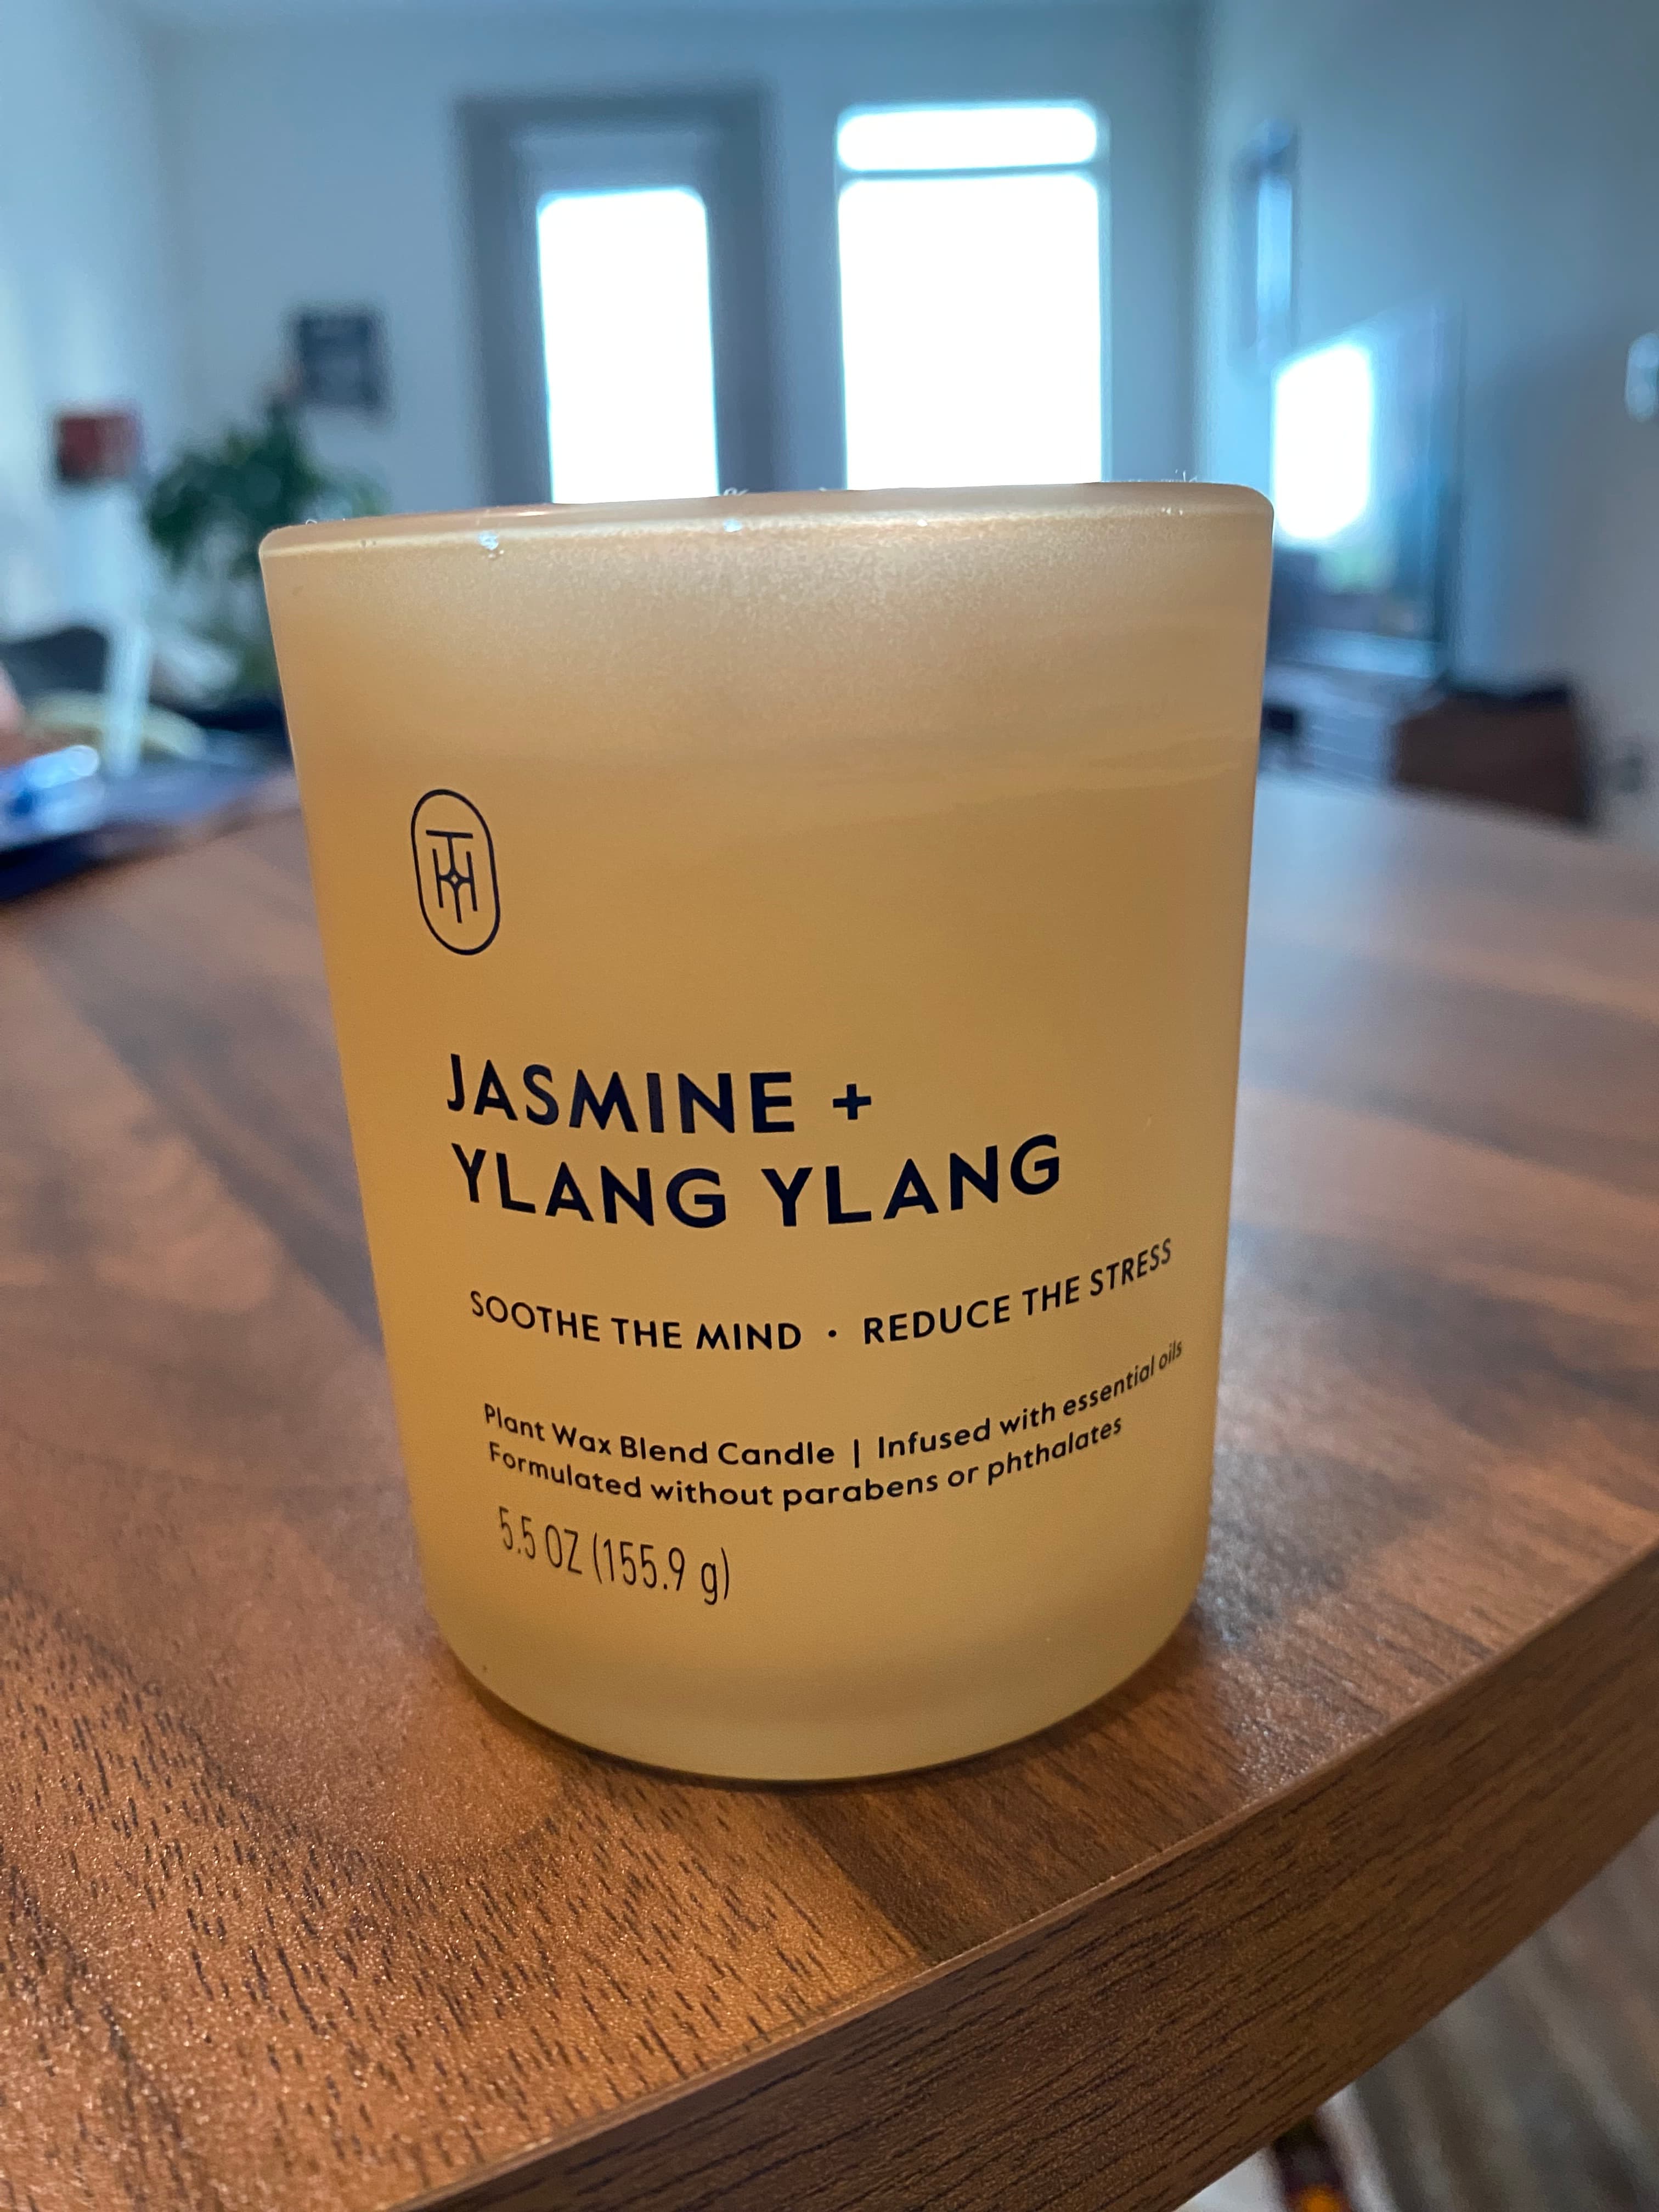 TH
JASMINE +
YLANG YLANG
SOOTHE THE MIND · REDUCE THE STRESS
Plant Wax Blend Candle | Infused with essential oils
Formulated without parabens or phthalates
5.5 OZ (155.9 g)